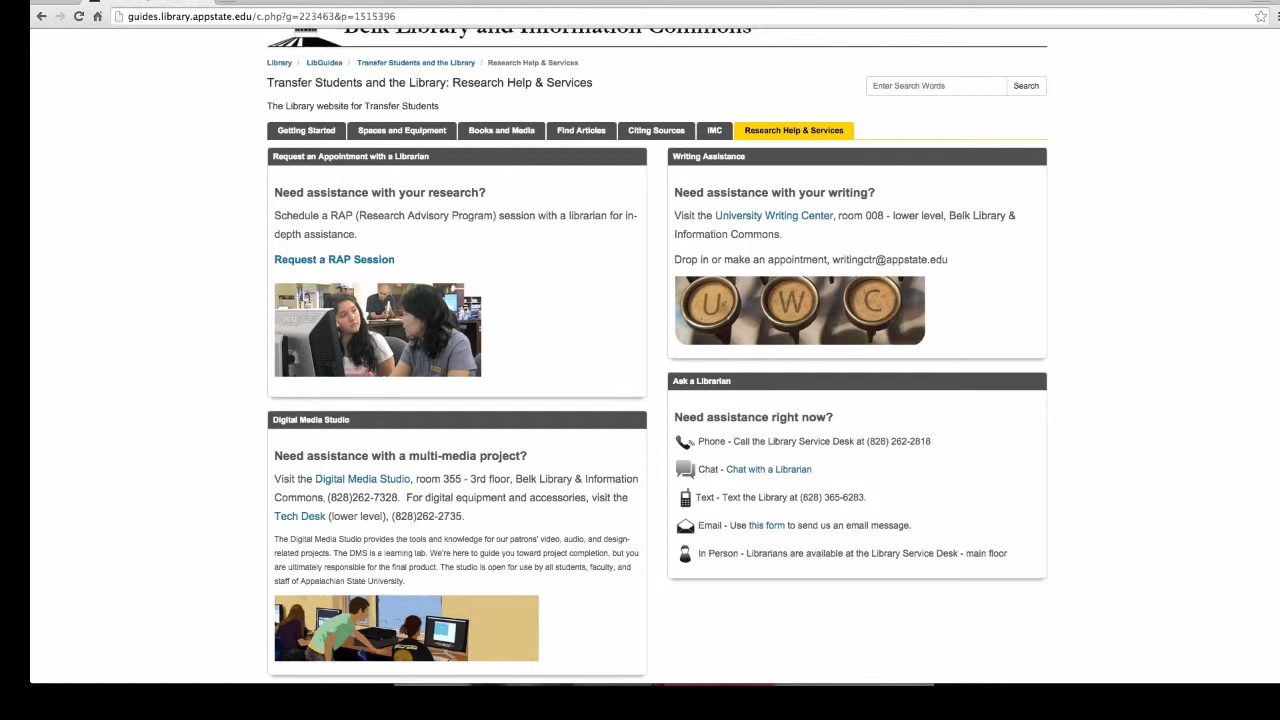 guides.library.appstate.edu/c.php?g=223463&p=1515396
Belk Library and Information Commons
Library / LibGuides / Transfer Students and the Library / Research Help & Services
Transfer Students and the Library: Research Help & Services
Enter Search Words
Search
The Library website for Transfer Students
Getting Started
Spaces and Equipment
Books and Media
Find Articles
Citing Sources
IMC
Research Help & Services
Request an Appointment with a Librarian
Need assistance with your research?
Schedule a RAP (Research Advisory Program) session with a librarian for in-
depth assistance.
Request a RAP Session
Digital Media Studio
Need assistance with a multi-media project?
Visit the Digital Media Studio, room 355 - 3rd floor, Belk Library & Information
Commons, (828)262-7328. For digital equipment and accessories, visit the
Tech Desk (lower level), (828)262-2735.
The Digital Media Studio provides the tools and knowledge for our patrons' video, audio, and design-
related projects. The DMS is a learning lab. We're here to guide you toward project completion, but you
are ultimately responsible for the final product. The studio is open for use by all students, faculty, and
staff of Appalachian State University.
Writing Assistance
Need assistance with your writing?
Visit the University Writing Center, room 008 - lower level, Belk Library &
Information Commons.
Drop in or make an appointment, writingctr@appstate.edu
U W C
Ask a Librarian
Need assistance right now?
Phone - Call the Library Service Desk at (828) 262-2818
Chat - Chat with a Librarian
Text - Text the Library at (828) 365-6283.
Email - Use this form to send us an email message.
In Person - Librarians are available at the Library Service Desk - main floor